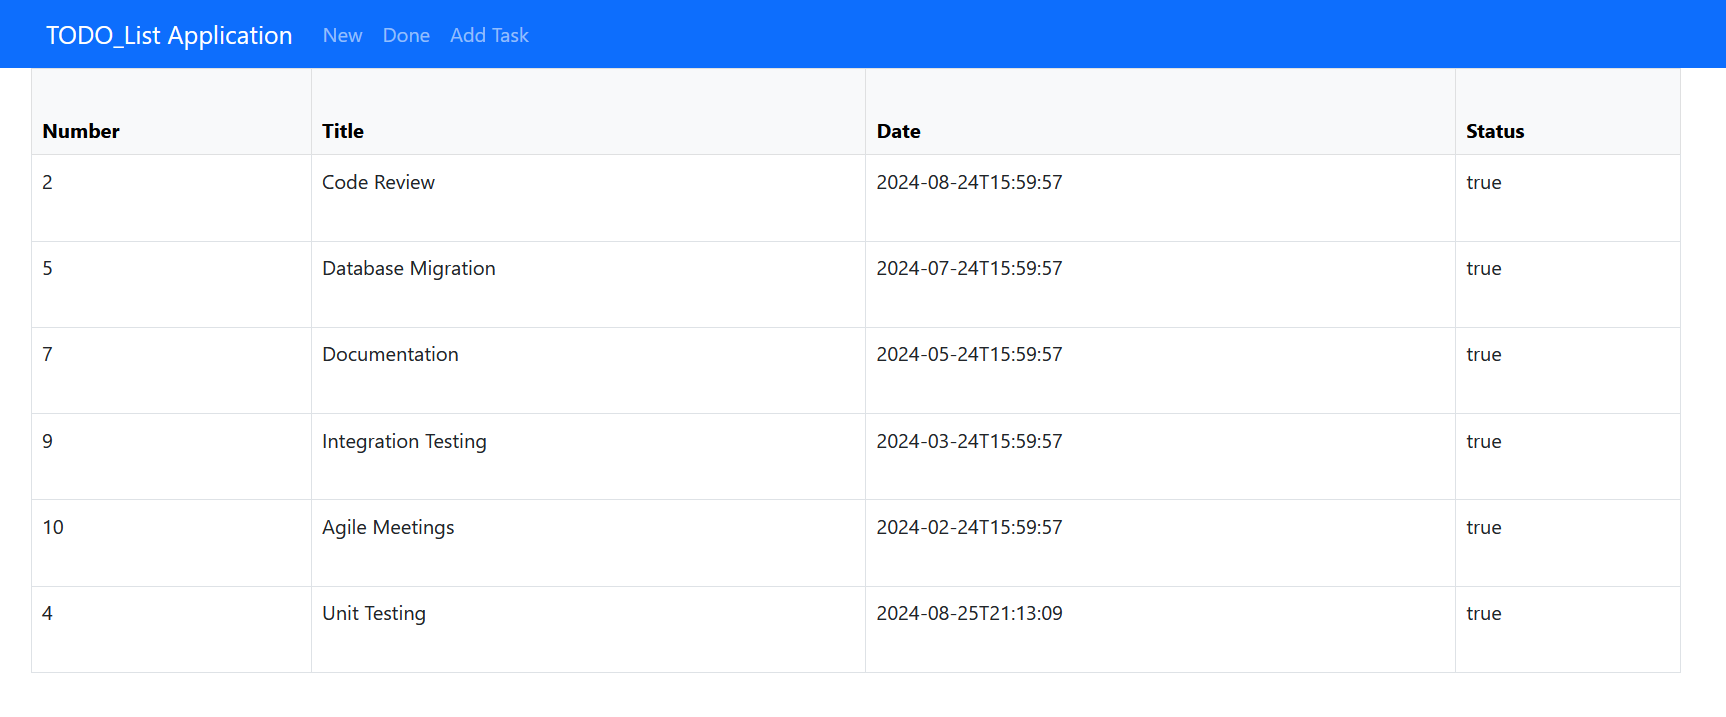 TODO_List Application New Done Add Task
Number Title Date Status
2 Code Review 2024-08-24T15:59:57 true
5 Database Migration 2024-07-24T15:59:57 true
7 Documentation 2024-05-24T15:59:57 true
9 Integration Testing 2024-03-24T15:59:57 true
10 Agile Meetings 2024-02-24T15:59:57 true
4 Unit Testing 2024-08-25T21:13:09 true